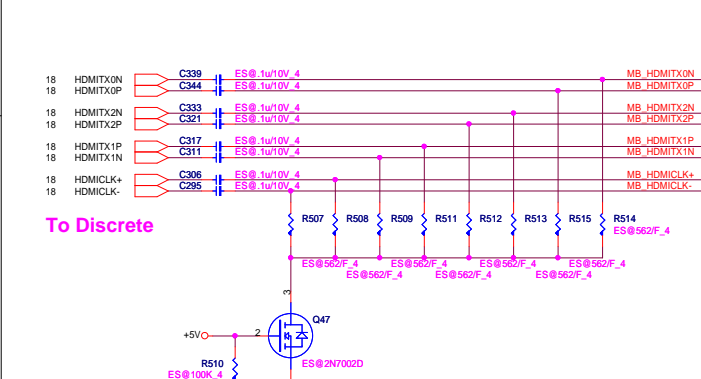 18 HDMITX0N C339 ES@.1u/10V_4 MB_HDMITX0N
18 HDMITX0P C344 ES@.1u/10V_4 MB_HDMITX0P
18 HDMITX2N C333 ES@.1u/10V_4 MB_HDMITX2N
18 HDMITX2P C321 ES@.1u/10V_4 MB_HDMITX2P
18 HDMITX1P C317 ES@.1u/10V_4 MB_HDMITX1P
18 HDMITX1N C311 ES@.1u/10V_4 MB_HDMITX1N
18 HDMICLK+ C306 ES@.1u/10V_4 MB_HDMICLK+
18 HDMICLK- C295 ES@.1u/10V_4 MB_HDMICLK-
To Discrete
R507 R508 R509 R511 R512 R513 R515 R514
ES@562/F_4
ES@562/F_4 ES@562/F_4 ES@562/F_4 ES@562/F_4
ES@562/F_4 ES@562/F_4 ES@562/F_4
3
Q47
+5V 2
R510 ES@2N7002D
ES@100K_4